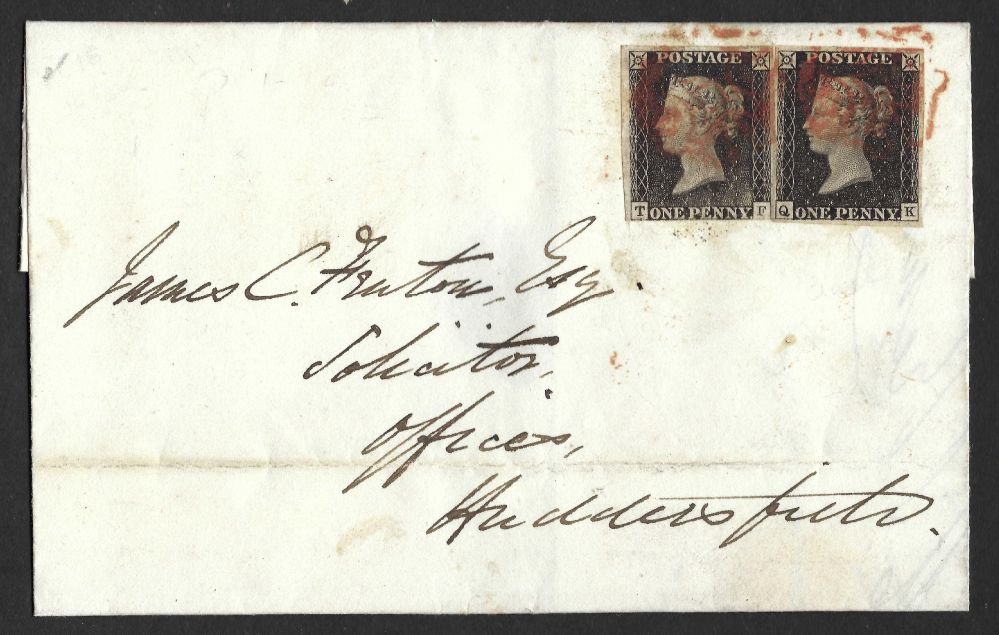 POSTAGE POSTAGE
T ONE PENNY F Q ONE PENNY K
James C. Fenton, Esq.
Solicitor,
Offices,
Huddersfield.